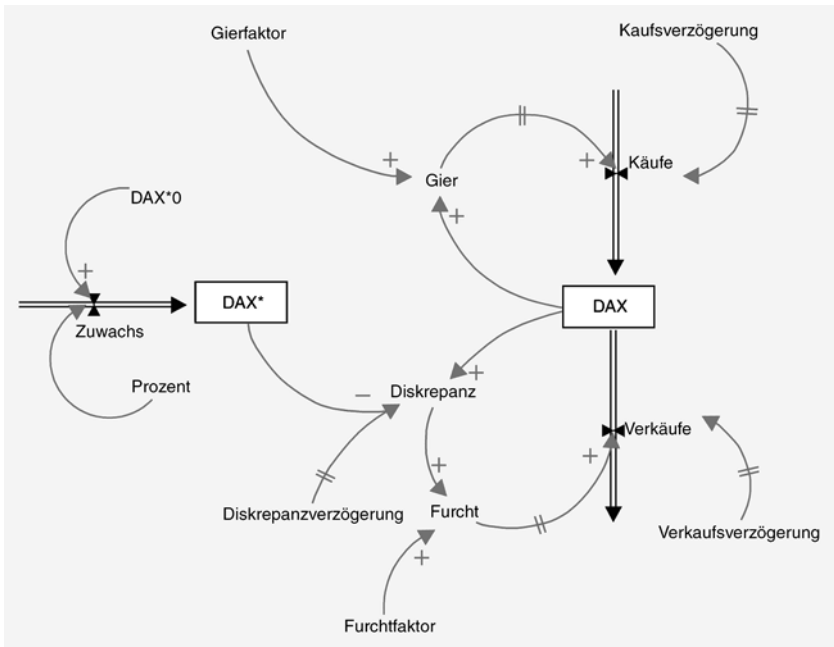 Gierfaktor
Kaufsverzögerung
+
+
Käufe
Gier
DAX*0
+
+
DAX*
DAX
Zuwachs
Prozent
−
Diskrepanz
+
Verkäufe
+
+
Diskrepanzverzögerung
Furcht
Verkaufsverzögerung
+
Furchtfaktor